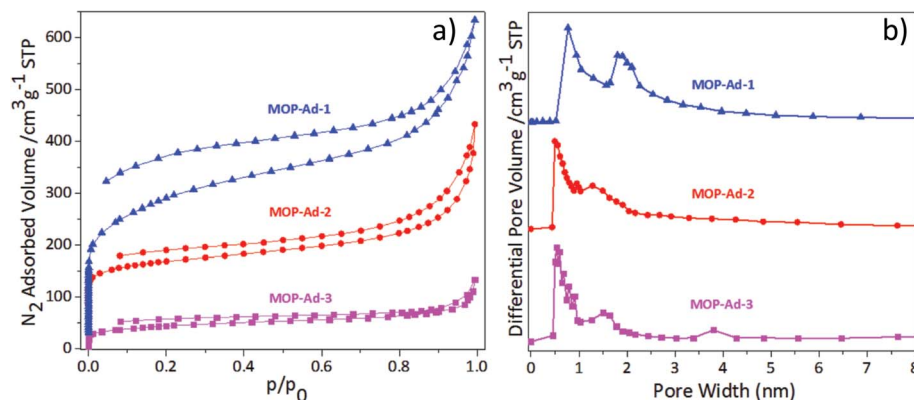 a)
N2 Adsorbed Volume /cm3g-1 STP
600
500
400
300
200
100
0
MOP-Ad-1
MOP-Ad-2
MOP-Ad-3
0.0 0.2 0.4 0.6 0.8 1.0
p/p0
b)
Differential Pore Volume /cm3g-1 STP
MOP-Ad-1
MOP-Ad-2
MOP-Ad-3
0 1 2 3 4 5 6 7 8
Pore Width (nm)